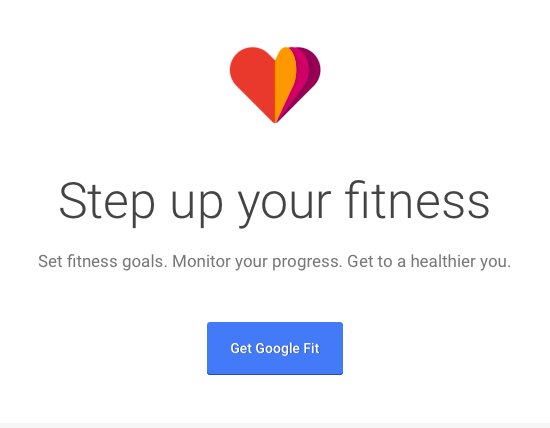 Step up your fitness
Set fitness goals. Monitor your progress. Get to a healthier you.
Get Google Fit